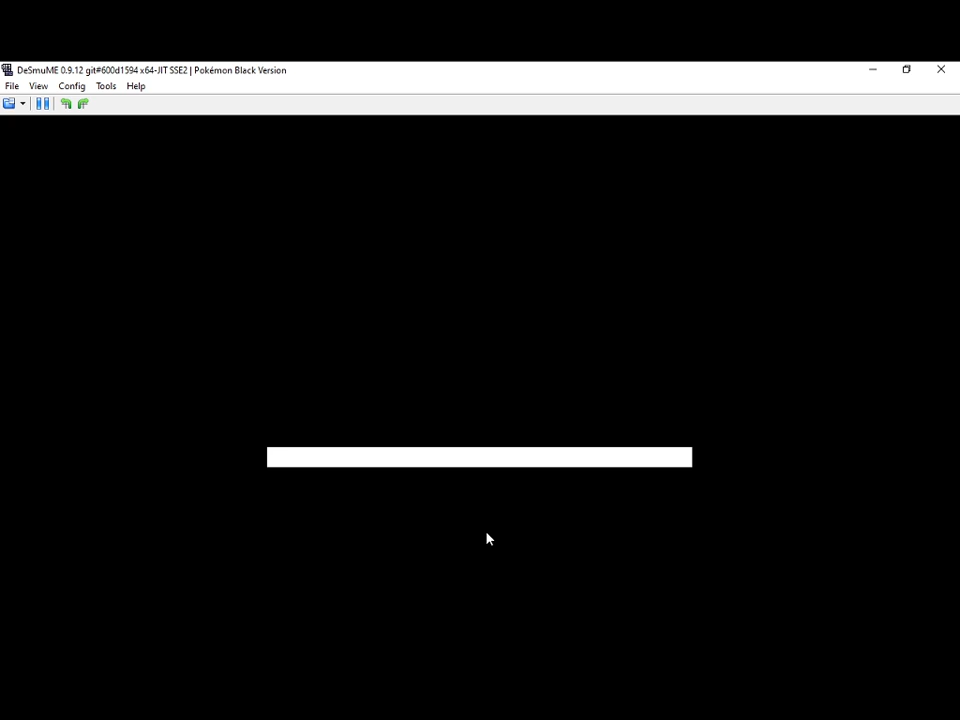 DeSmuME 0.9.12 git#600d1594 x64-JIT SSE2 | Pokémon Black Version
File View Config Tools Help